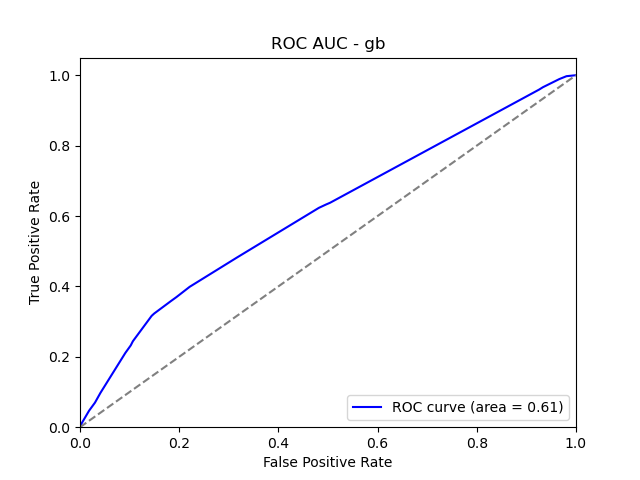 ROC AUC - gb
True Positive Rate
1.0
0.8
0.6
0.4
0.2
0.0
ROC curve (area = 0.61)
0.0 0.2 0.4 0.6 0.8 1.0
False Positive Rate